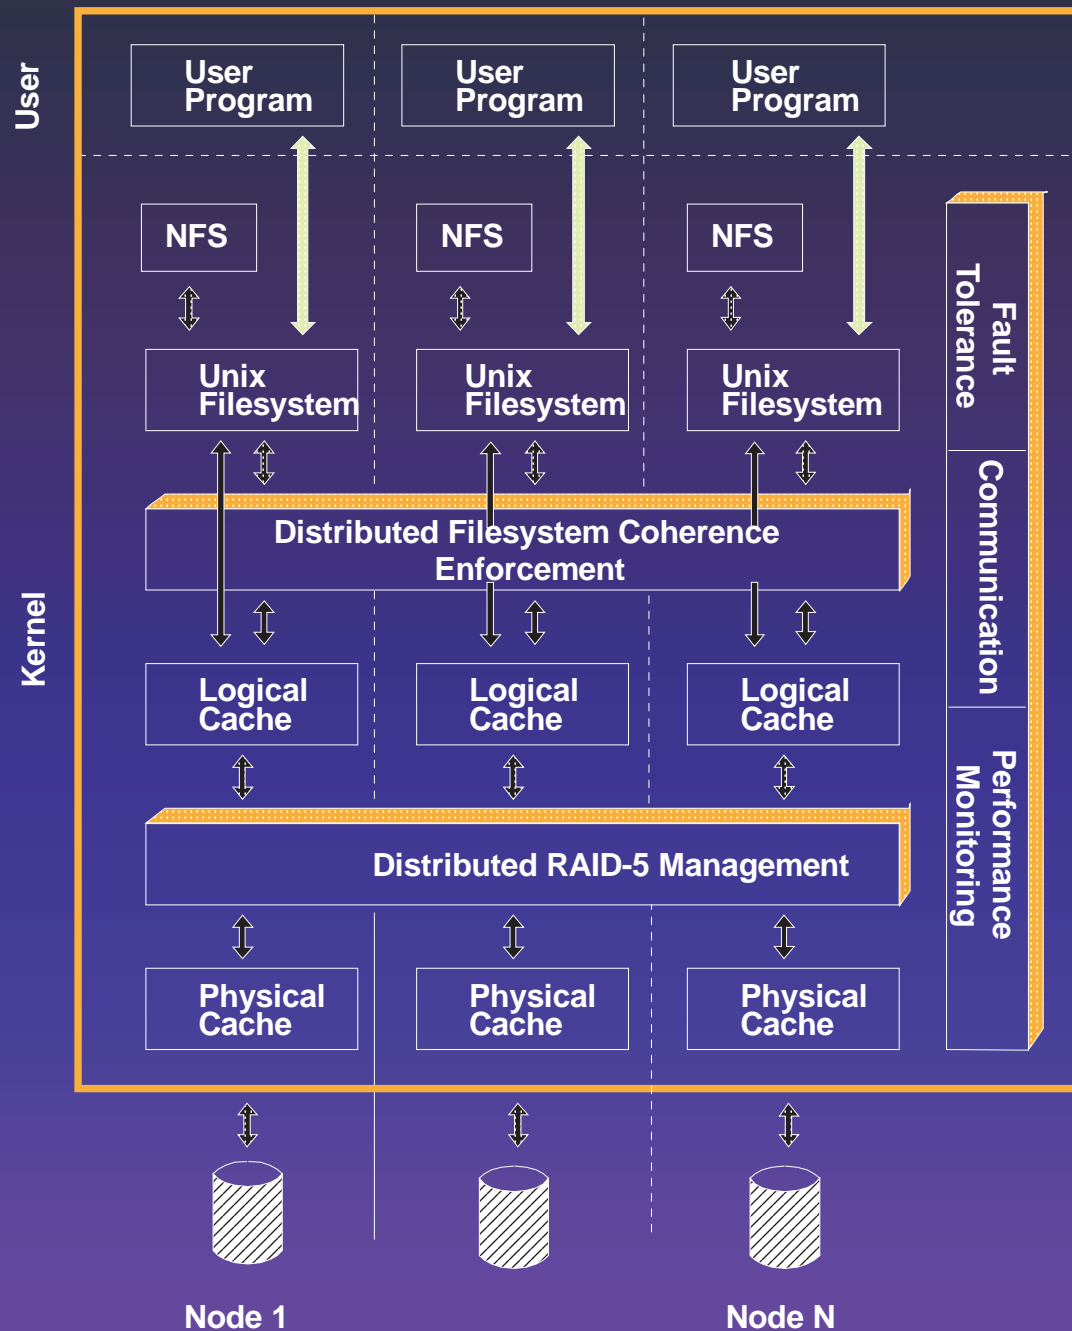 User
User
Program
User
Program
User
Program
NFS
NFS
NFS
Fault
Tolerance
Unix
Filesystem
Unix
Filesystem
Unix
Filesystem
Communication
Distributed Filesystem Coherence
Enforcement
Kernel
Logical
Cache
Logical
Cache
Logical
Cache
Performance
Monitoring
Distributed RAID-5 Management
Physical
Cache
Physical
Cache
Physical
Cache
Node 1
Node N